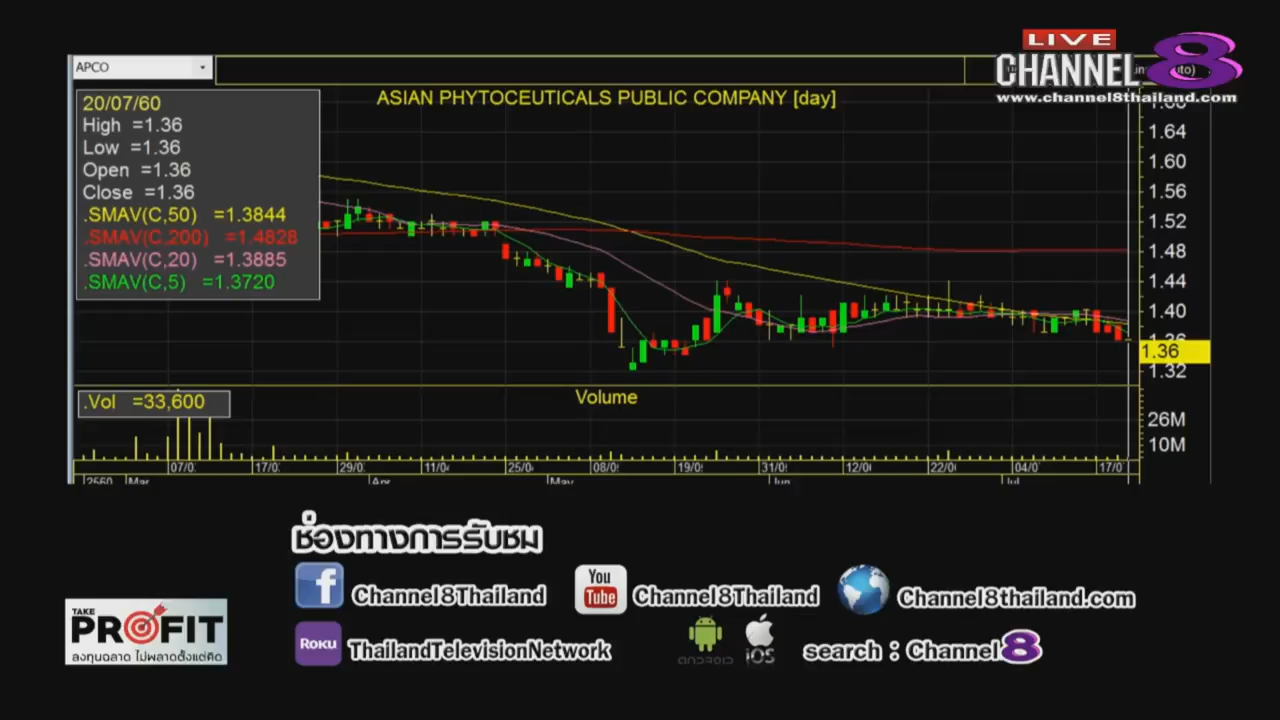 LIVE
CHANNEL 8
www.channel8thailand.com
APCO
ASIAN PHYTOCEUTICALS PUBLIC COMPANY [day]
20/07/60
High =1.36
Low =1.36
Open =1.36
Close =1.36
.SMAV(C,50) =1.3844
.SMAV(C,200) =1.4828
.SMAV(C,20) =1.3885
.SMAV(C,5) =1.3720
1.68
1.64
1.60
1.56
1.52
1.48
1.44
1.40
1.36
1.36
1.32
.Vol =33,600
Volume
26M
10M
07/0 17/0 29/0 11/04 25/04 08/0 19/0 31/0 12/0 22/0 04/0 17/0
2560 Mar Apr May Jun Jul
ช่องทางการรับชม
f Channel8Thailand
You Tube Channel8Thailand
Channel8thailand.com
TAKE
PROFIT
ลงทุนฉลาด ไม่พลาดตั้งแต่คิด
ROKU ThailandTelevisionNetwork
ANDROID iOS
search : Channel 8